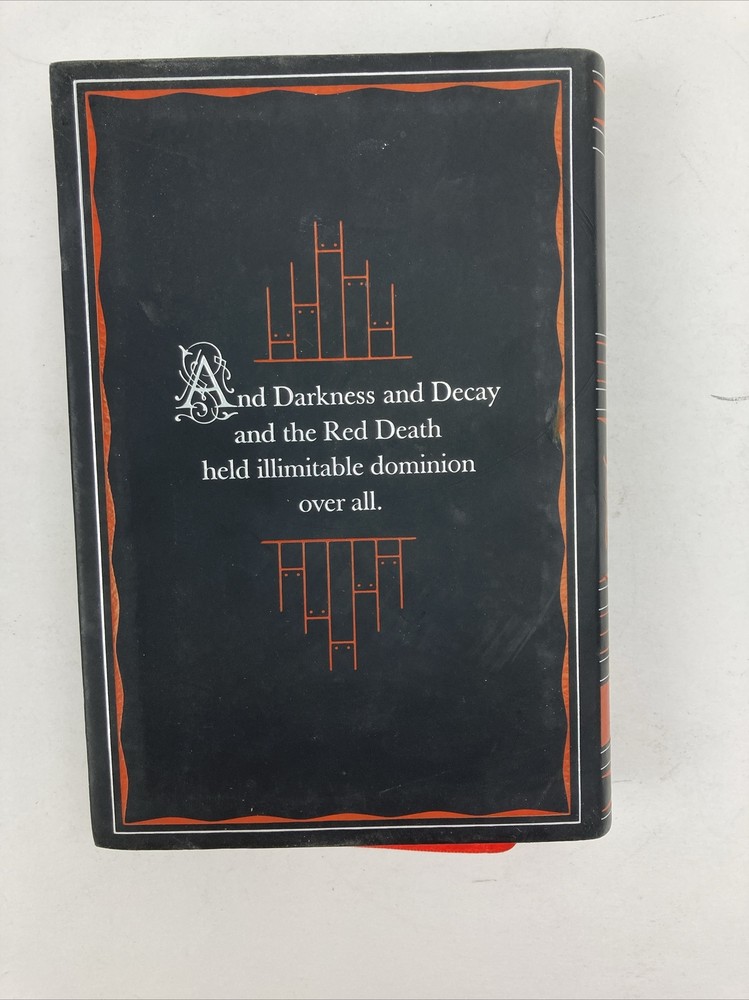 And Darkness and Decay
and the Red Death
held illimitable dominion
over all.